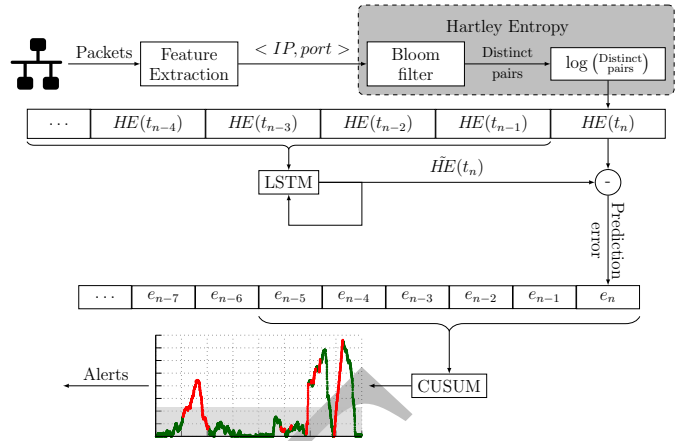 Hartley Entropy
Packets
Feature Extraction
< IP, port >
Bloom filter
Distinct pairs
log (Distinct pairs)
··· HE(tₙ₋₄) HE(tₙ₋₃) HE(tₙ₋₂) HE(tₙ₋₁) HE(tₙ)
LSTM
H̃E(tₙ)
-
Prediction error
··· eₙ₋₇ eₙ₋₆ eₙ₋₅ eₙ₋₄ eₙ₋₃ eₙ₋₂ eₙ₋₁ eₙ
Alerts
CUSUM